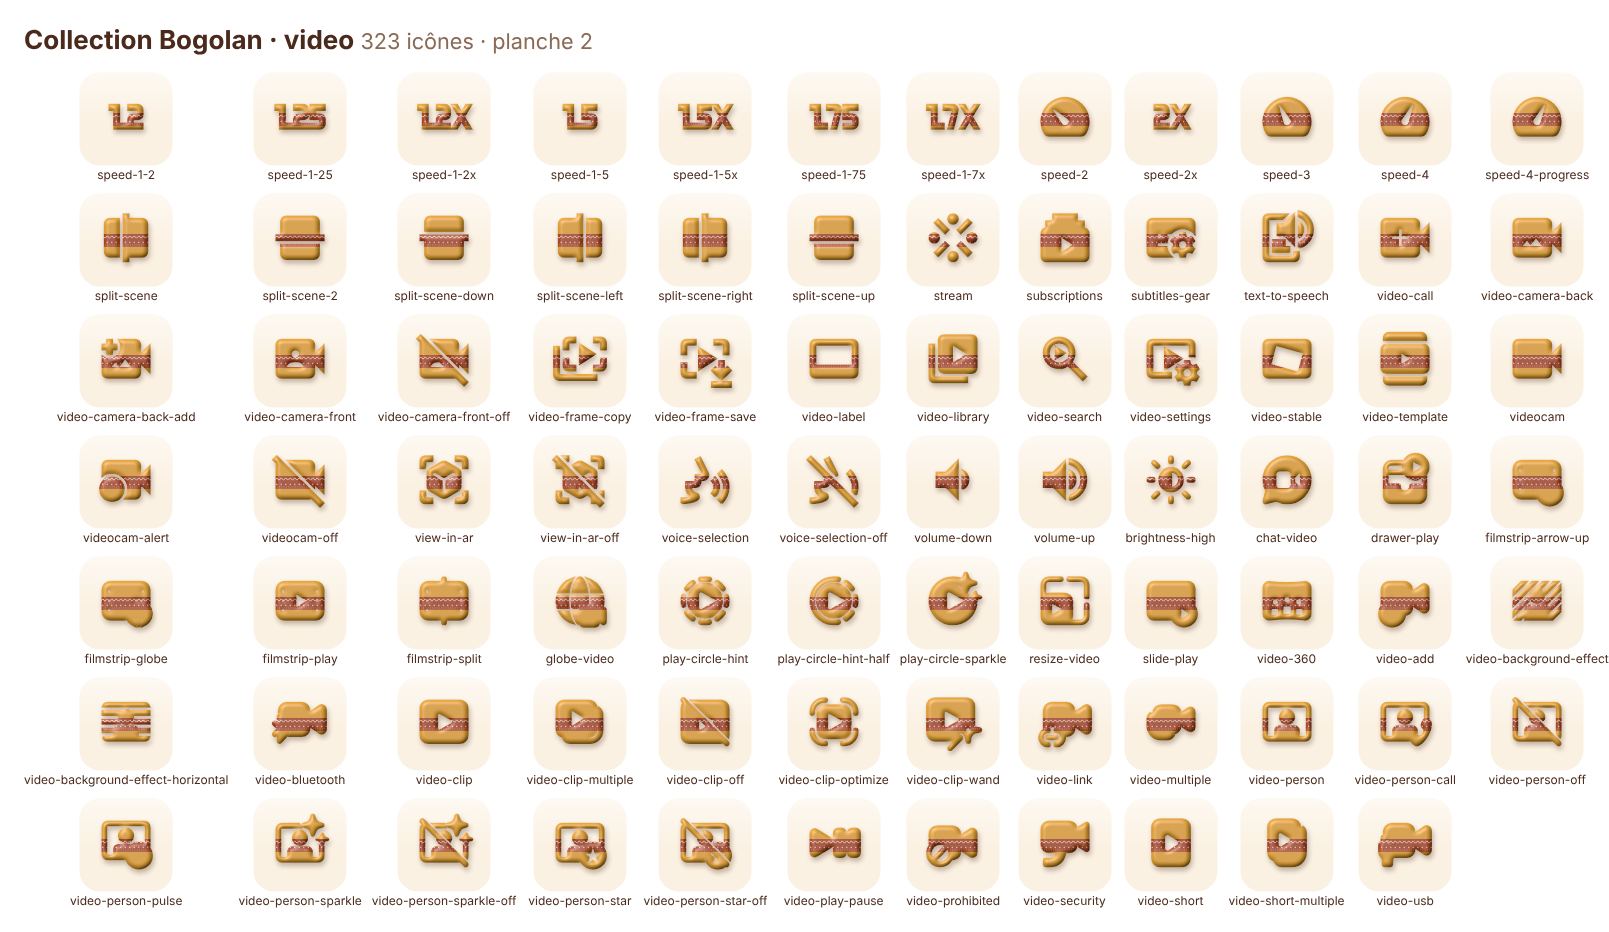 Collection Bogolan · video 323 icônes · planche 2
1.2 1.25 1.2X 1.5 1.5X 1.75 1.7X 2X
speed-1-2 speed-1-25 speed-1-2x speed-1-5 speed-1-5x speed-1-75 speed-1-7x speed-2 speed-2x speed-3 speed-4 speed-4-progress
split-scene split-scene-2 split-scene-down split-scene-left split-scene-right split-scene-up stream subscriptions subtitles-gear text-to-speech video-call video-camera-back
video-camera-back-add video-camera-front video-camera-front-off video-frame-copy video-frame-save video-label video-library video-search video-settings video-stable video-template videocam
videocam-alert videocam-off view-in-ar view-in-ar-off voice-selection voice-selection-off volume-down volume-up brightness-high chat-video drawer-play filmstrip-arrow-up
filmstrip-globe filmstrip-play filmstrip-split globe-video play-circle-hint play-circle-hint-half play-circle-sparkle resize-video slide-play video-360 video-add video-background-effect
video-background-effect-horizontal video-bluetooth video-clip video-clip-multiple video-clip-off video-clip-optimize video-clip-wand video-link video-multiple video-person video-person-call video-person-off
video-person-pulse video-person-sparkle video-person-sparkle-off video-person-star video-person-star-off video-play-pause video-prohibited video-security video-short video-short-multiple video-usb